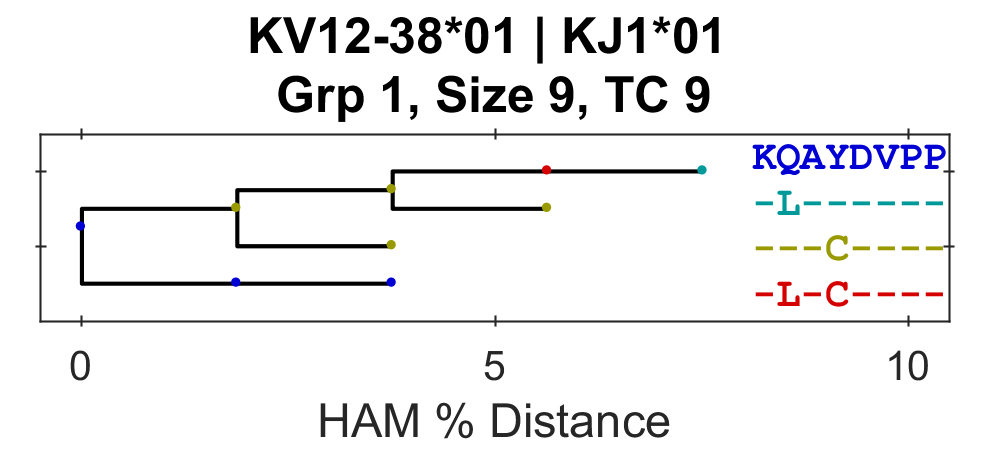 KV12-38*01 | KJ1*01
Grp 1, Size 9, TC 9
KQAYDVPP
-L------
---C----
-L-C----
0 5 10
HAM % Distance